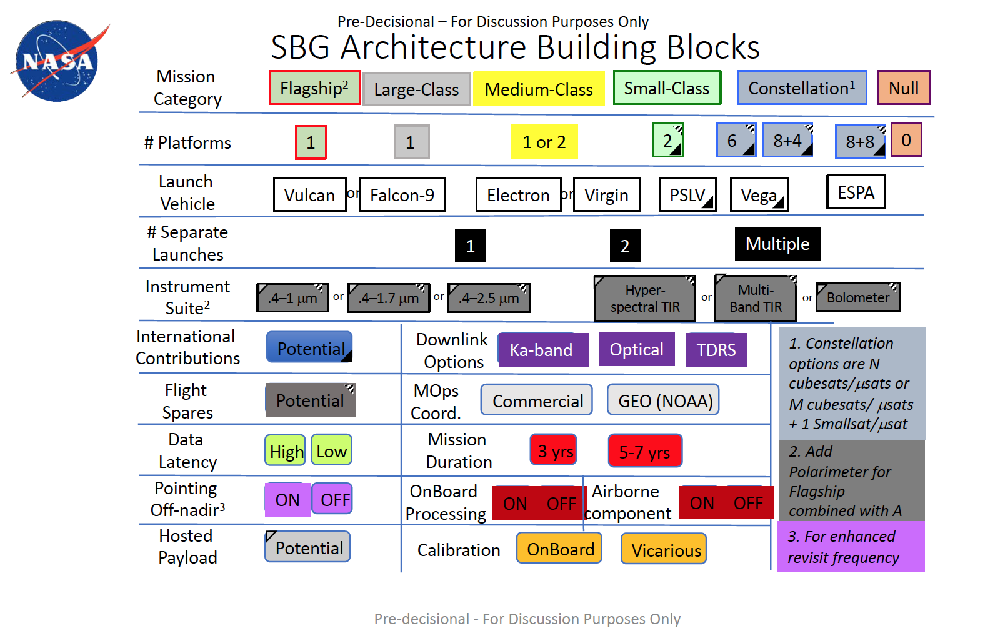 NASA
Pre-Decisional – For Discussion Purposes Only
SBG Architecture Building Blocks
Mission
Category
Flagship²
Large-Class
Medium-Class
Small-Class
Constellation¹
Null
# Platforms
1
1
1 or 2
2
6
8+4
8+8
0
Launch
Vehicle
Vulcan or Falcon-9
Electron or Virgin
PSLV
Vega
ESPA
# Separate
Launches
1
2
Multiple
Instrument
Suite²
.4–1 μm or .4–1.7 μm or .4–2.5 μm
Hyper-
spectral TIR
or
Multi-
Band TIR
or Bolometer
International
Contributions
Potential
Downlink
Options
Ka-band
Optical
TDRS
Flight
Spares
Potential
MOps
Coord.
Commercial
GEO (NOAA)
Data
Latency
High
Low
Mission
Duration
3 yrs
5-7 yrs
Pointing
Off-nadir³
ON
OFF
OnBoard
Processing
ON OFF
Airborne
component
ON OFF
Hosted
Payload
Potential
Calibration
OnBoard
Vicarious
1. Constellation
options are N
cubesats/μsats or
M cubesats/ μsats
+ 1 Smallsat/μsat
2. Add
Polarimeter for
Flagship
combined with A
3. For enhanced
revisit frequency
Pre-decisional - For Discussion Purposes Only